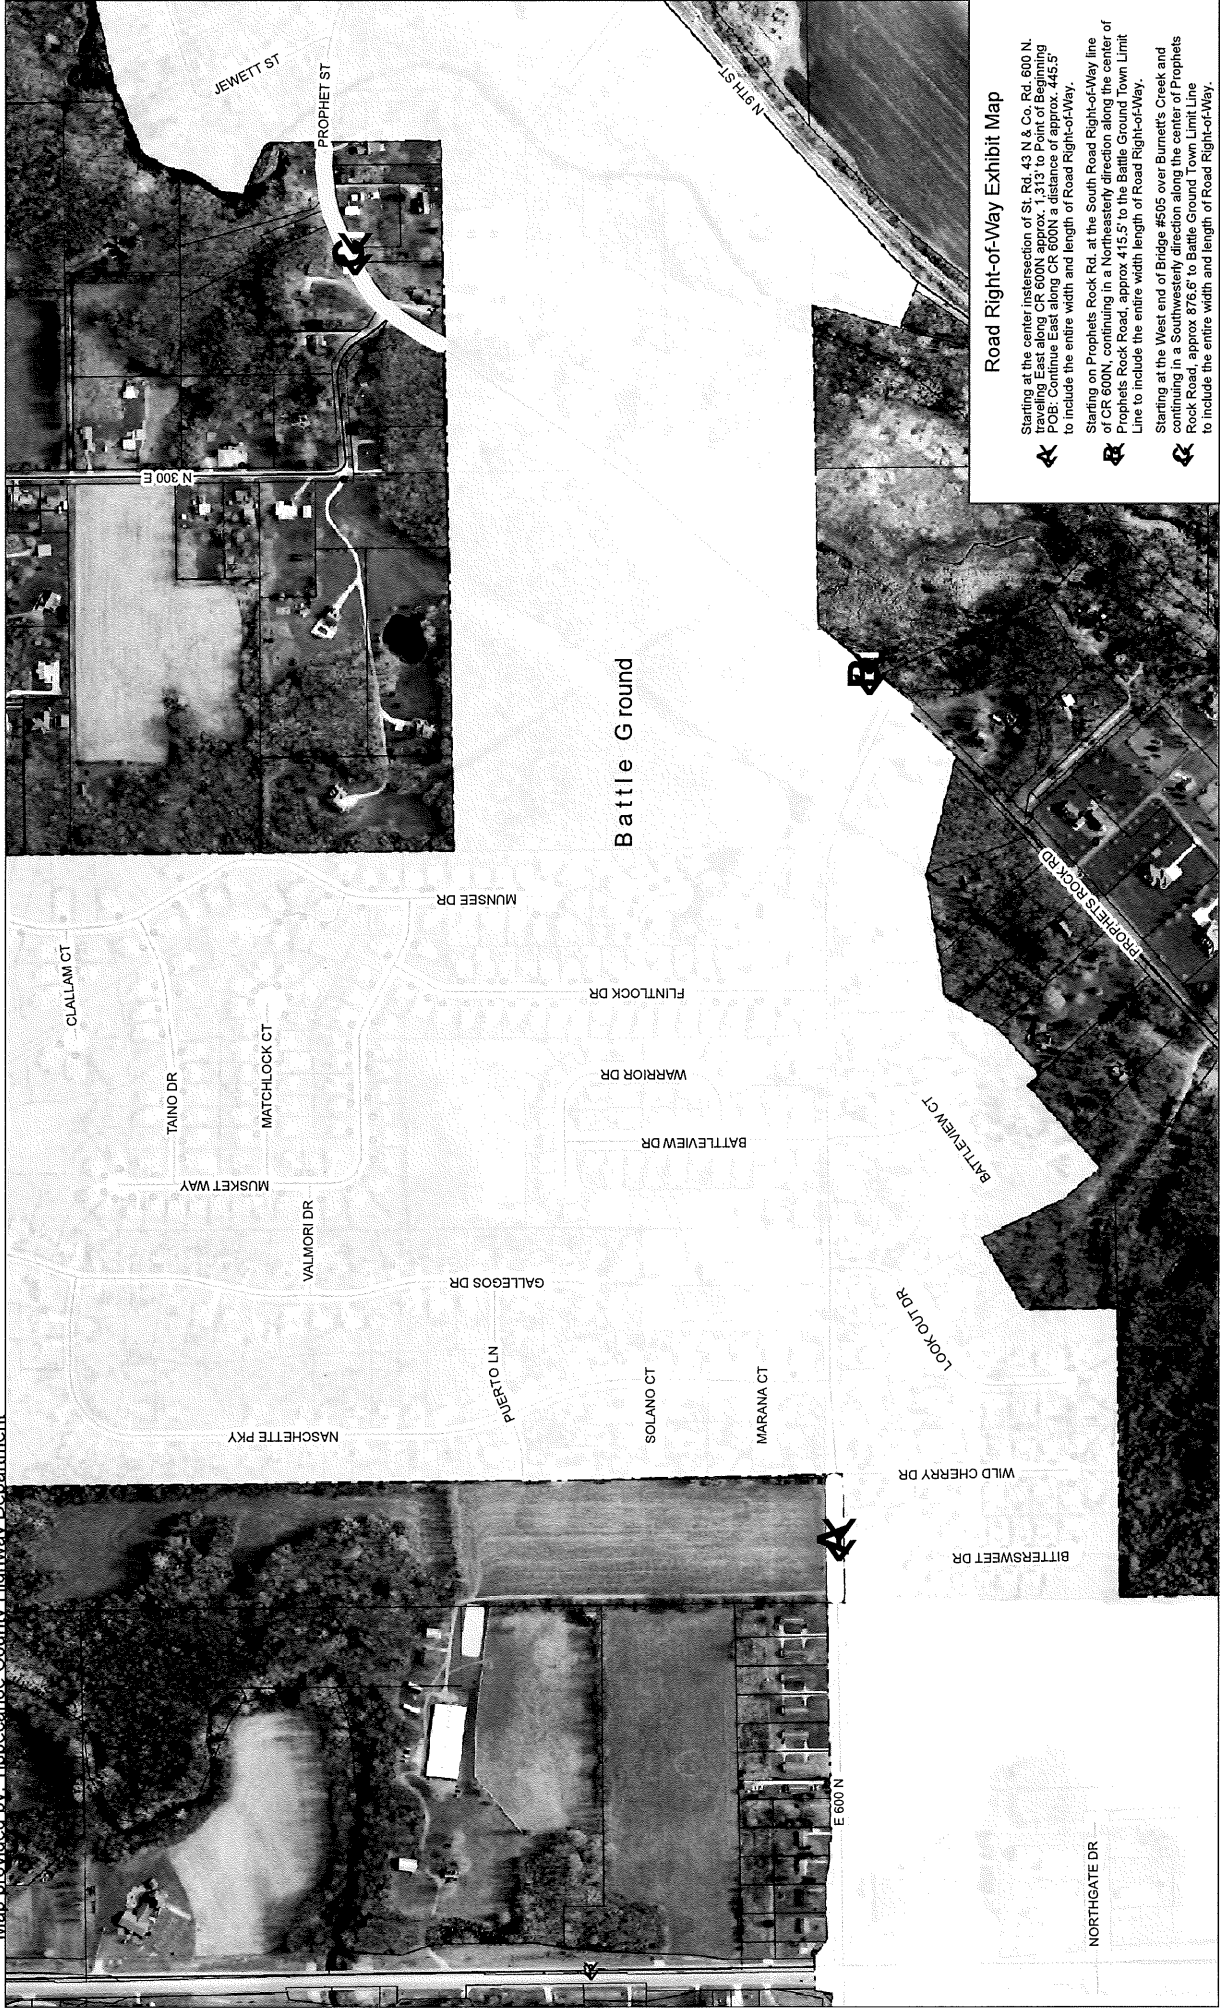 Map provided by: Tippecanoe County Highway Department
JEWETT ST
PROPHET ST
N 9TH ST
N 300 E
C
B
A
Battle Ground
CLALLAM CT
MUNSEE DR
TAINO DR
MATCHLOCK CT
FLINTLOCK DR
WARRIOR DR
BATTLEVIEW DR
BATTLEVIEW CT
MUSKET WAY
VALMORI DR
GALLEGOS DR
PUERTO LN
NASCHETTE PKY
SOLANO CT
MARANA CT
LOOK OUT DR
WILD CHERRY DR
BITTERSWEET DR
PROPHETS ROCK RD
E 600 N
NORTHGATE DR
Road Right-of-Way Exhibit Map
A
Starting at the center instersection of St. Rd. 43 N & Co. Rd. 600 N.
traveling East along CR 600N approx. 1,313' to Point of Beginning
POB: Continue East along CR 600N a distance of approx. 445.5'
to include the entire width and length of Road Right-of-Way.
B
Starting on Prophets Rock Rd. at the South Road Right-of-Way line
of CR 600N, continuing in a Northeasterly direction along the center of
Prophets Rock Road, approx 415.5' to the Battle Ground Town Limit
Line to include the entire width length of Road Right-of-Way.
C
Starting at the West end of Bridge #505 over Burnett's Creek and
continuing in a Southwesterly direction along the center of Prophets
Rock Road, approx 876.6' to Battle Ground Town Limit Line
to include the entire width and length of Road Right-of-Way.